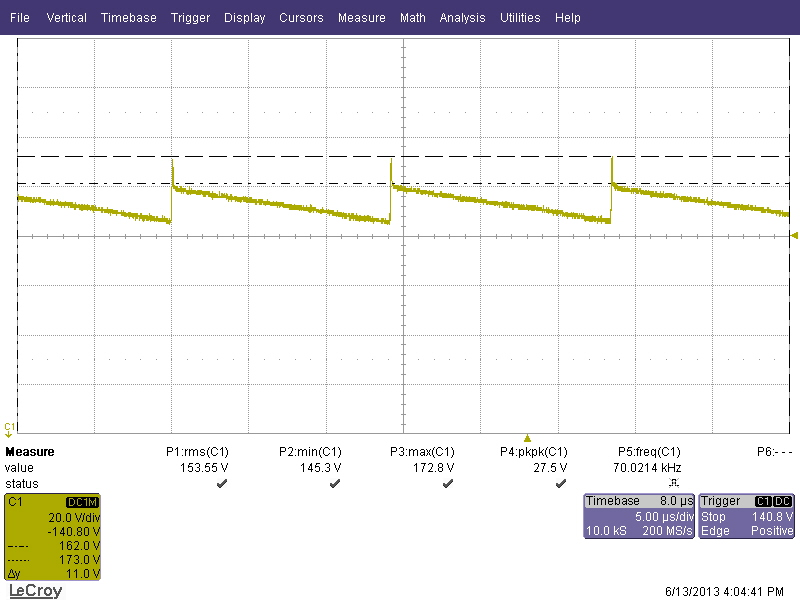 File Vertical Timebase Trigger Display Cursors Measure Math Analysis Utilities Help
C1
Measure P1:rms(C1) P2:min(C1) P3:max(C1) P4:pkpk(C1) P5:freq(C1) P6:- - -
value 153.55 V 145.3 V 172.8 V 27.5 V 70.0214 kHz
status
C1 DC1M
20.0 V/div
-140.80 V
162.0 V
173.0 V
Δy 11.0 V
Timebase 8.0 µs
5.00 µs/div
10.0 kS 200 MS/s
Trigger C1 DC
Stop 140.8 V
Edge Positive
LeCroy
6/13/2013 4:04:41 PM